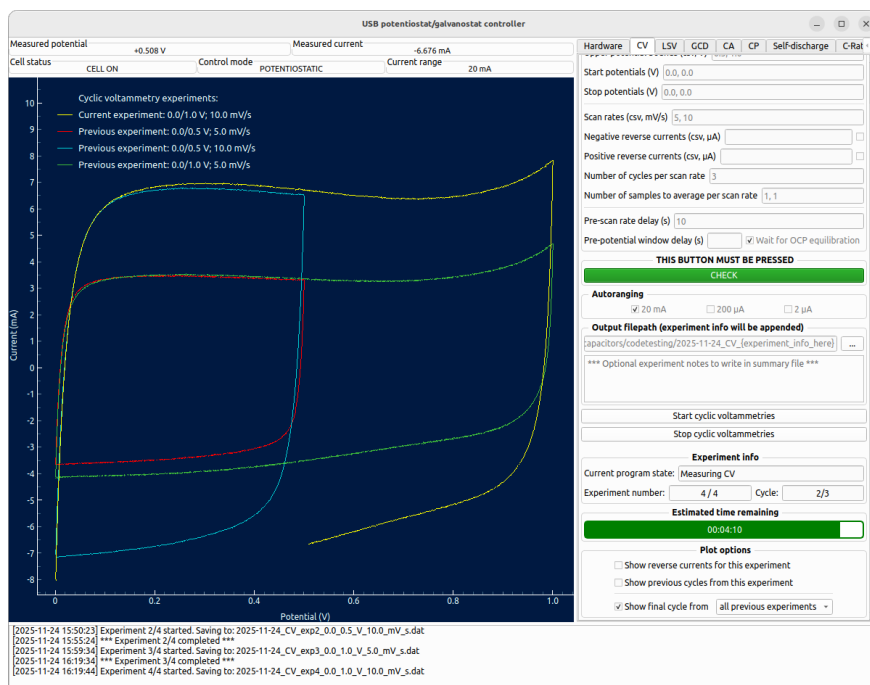 USB potentiostat/galvanostat controller
Measured potential
+0.508 V
Measured current
-6.676 mA
Cell status
CELL ON
Control mode
POTENTIOSTATIC
Current range
20 mA
Cyclic voltammetry experiments:
Current experiment: 0.0/1.0 V; 10.0 mV/s
Previous experiment: 0.0/0.5 V; 5.0 mV/s
Previous experiment: 0.0/0.5 V; 10.0 mV/s
Previous experiment: 0.0/1.0 V; 5.0 mV/s
Current (mA)
10
9
8
7
6
5
4
3
2
1
0
-1
-2
-3
-4
-5
-6
-7
-8
0
0.2
0.4
0.6
0.8
1.0
Potential (V)
Hardware CV LSV GCD CA CP Self-discharge C-Rat
Start potentials (V) 0.0, 0.0
Stop potentials (V) 0.0, 0.0
Scan rates (csv, mV/s) 5, 10
Negative reverse currents (csv, µA)
Positive reverse currents (csv, µA)
Number of cycles per scan rate 3
Number of samples to average per scan rate 1, 1
Pre-scan rate delay (s) 10
Pre-potential window delay (s) Wait for OCP equilibration
THIS BUTTON MUST BE PRESSED
CHECK
Autoranging
20 mA 200 µA 2 µA
Output filepath (experiment info will be appended)
:apacitors/codetesting/2025-11-24_CV_{experiment_info_here} ...
*** Optional experiment notes to write in summary file ***
Start cyclic voltammetries
Stop cyclic voltammetries
Experiment info
Current program state: Measuring CV
Experiment number: 4 / 4 Cycle: 2/3
Estimated time remaining
00:04:10
Plot options
Show reverse currents for this experiment
Show previous cycles from this experiment
Show final cycle from all previous experiments
[2025-11-24 15:50:23] Experiment 2/4 started. Saving to: 2025-11-24_CV_exp2_0.0_0.5_V_10.0_mV_s.dat
[2025-11-24 15:55:24] *** Experiment 2/4 completed ***
[2025-11-24 15:59:34] Experiment 3/4 started. Saving to: 2025-11-24_CV_exp3_0.0_1.0_V_5.0_mV_s.dat
[2025-11-24 16:19:34] *** Experiment 3/4 completed ***
[2025-11-24 16:19:44] Experiment 4/4 started. Saving to: 2025-11-24_CV_exp4_0.0_1.0_V_10.0_mV_s.dat